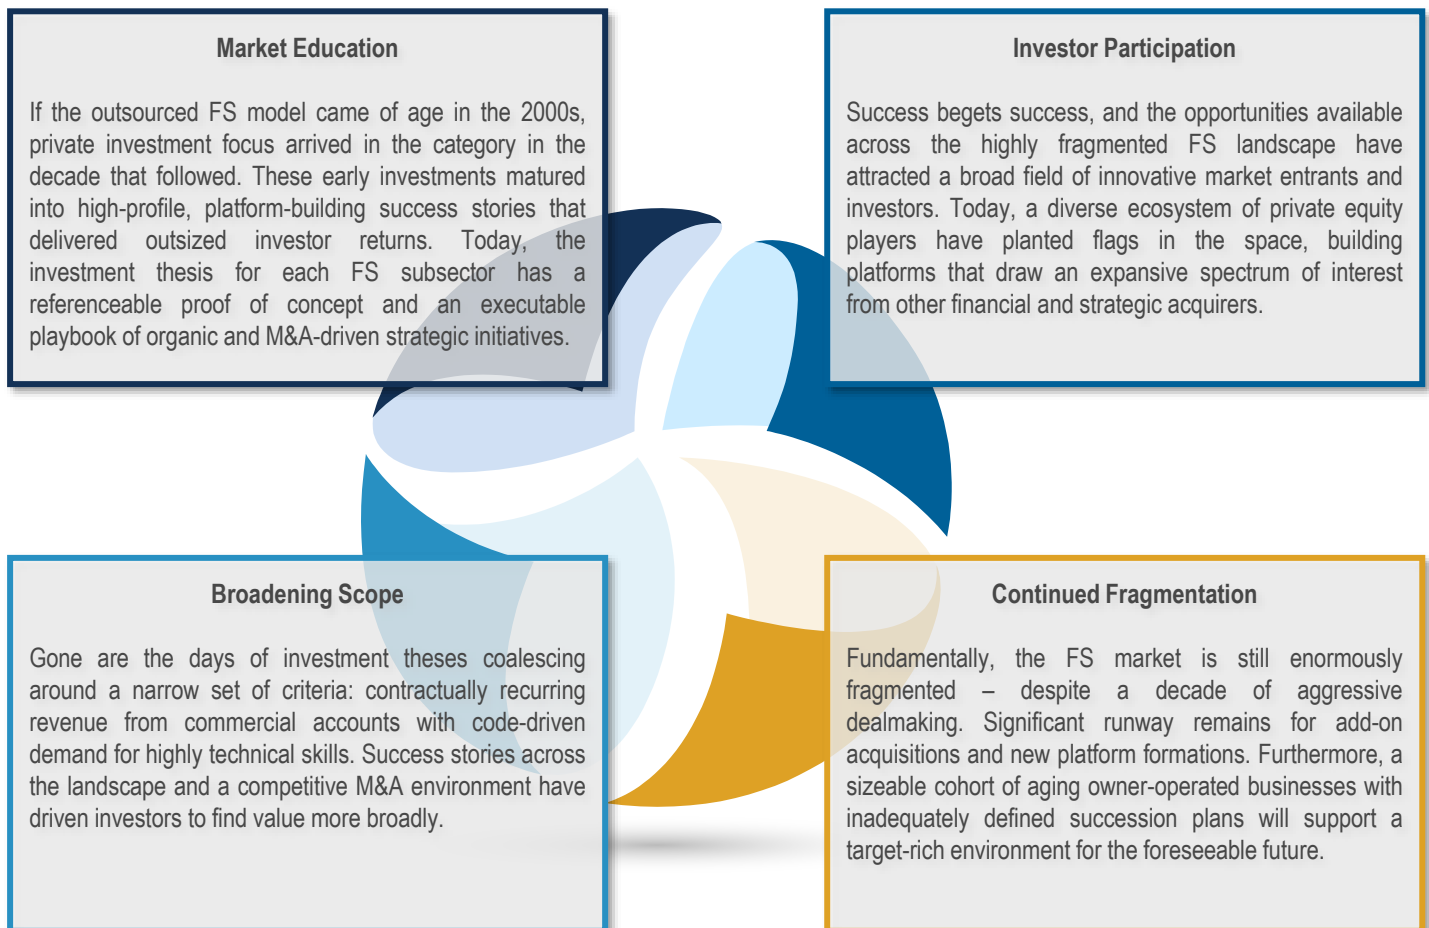 Market Education
If the outsourced FS model came of age in the 2000s,
private investment focus arrived in the category in the
decade that followed. These early investments matured
into high-profile, platform-building success stories that
delivered outsized investor returns. Today, the
investment thesis for each FS subsector has a
referenceable proof of concept and an executable
playbook of organic and M&A-driven strategic initiatives.
Investor Participation
Success begets success, and the opportunities available
across the highly fragmented FS landscape have
attracted a broad field of innovative market entrants and
investors. Today, a diverse ecosystem of private equity
players have planted flags in the space, building
platforms that draw an expansive spectrum of interest
from other financial and strategic acquirers.
Broadening Scope
Gone are the days of investment theses coalescing
around a narrow set of criteria: contractually recurring
revenue from commercial accounts with code-driven
demand for highly technical skills. Success stories across
the landscape and a competitive M&A environment have
driven investors to find value more broadly.
Continued Fragmentation
Fundamentally, the FS market is still enormously
fragmented – despite a decade of aggressive
dealmaking. Significant runway remains for add-on
acquisitions and new platform formations. Furthermore, a
sizeable cohort of aging owner-operated businesses with
inadequately defined succession plans will support a
target-rich environment for the foreseeable future.